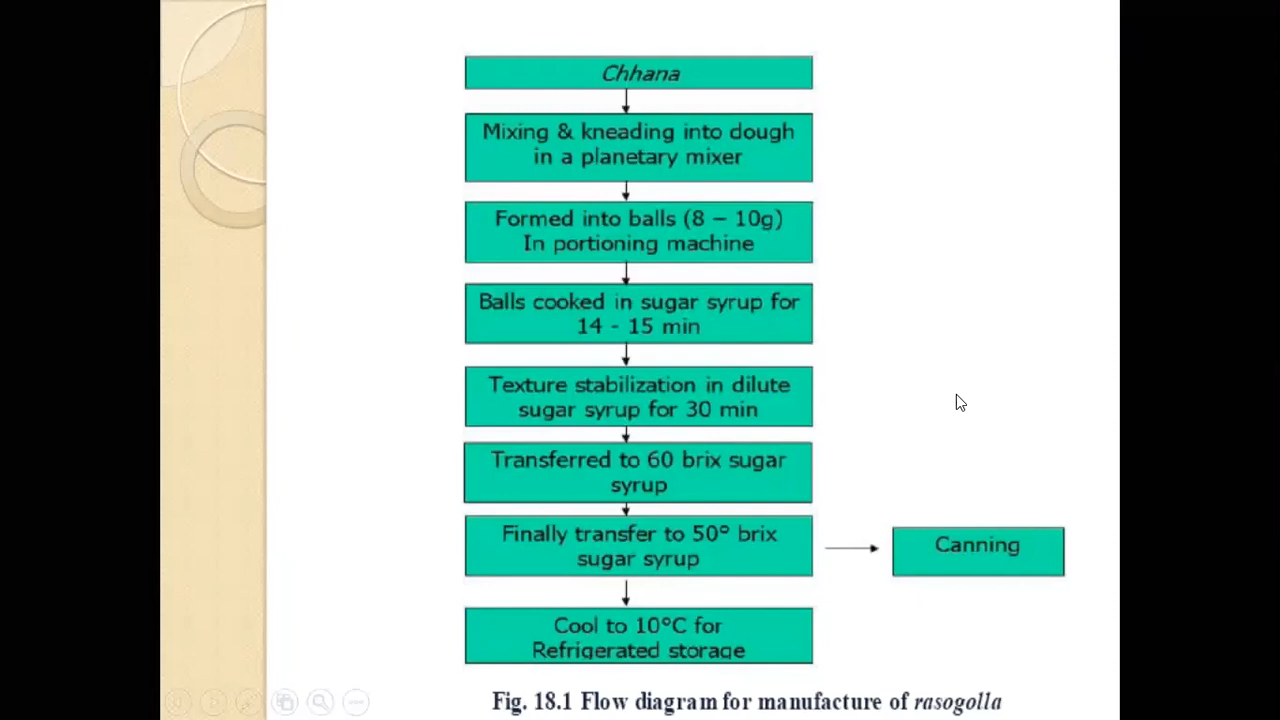 Chhana
Mixing & kneading into dough
in a planetary mixer
Formed into balls (8 – 10g)
In portioning machine
Balls cooked in sugar syrup for
14 - 15 min
Texture stabilization in dilute
sugar syrup for 30 min
Transferred to 60 brix sugar
syrup
Finally transfer to 50° brix
sugar syrup
Canning
Cool to 10°C for
Refrigerated storage
Fig. 18.1 Flow diagram for manufacture of rasogolla